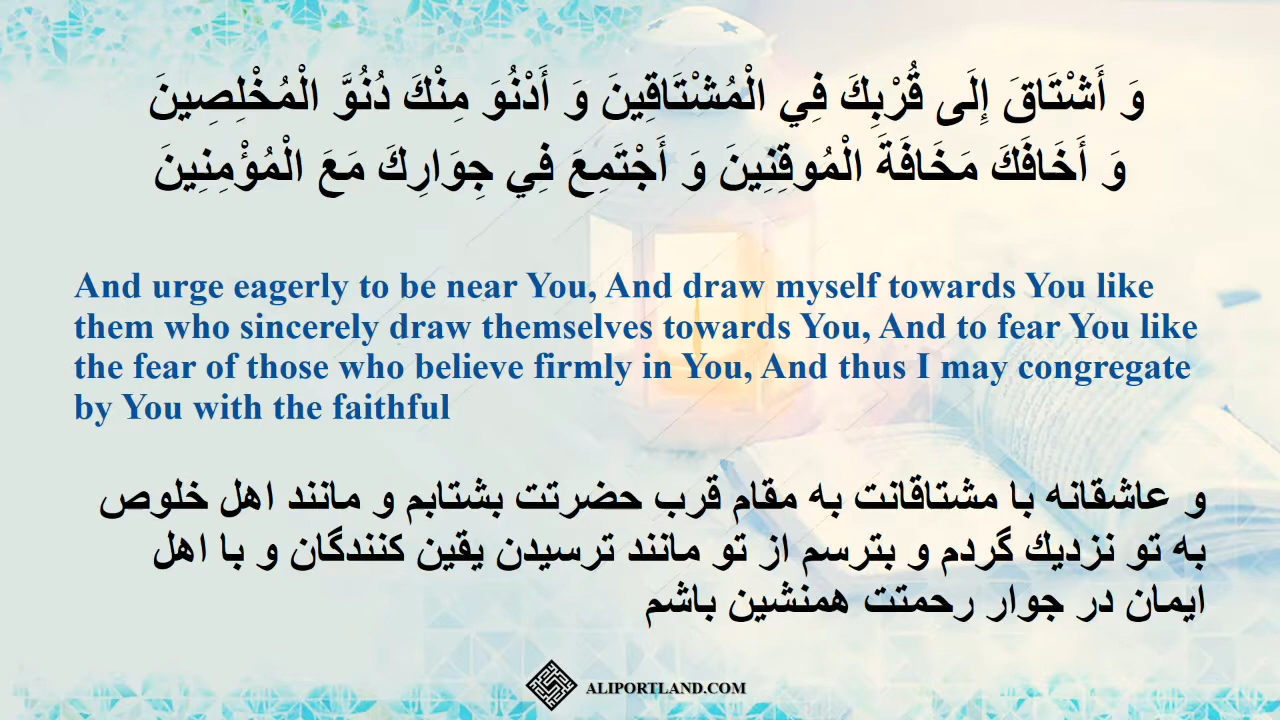 وَ أَشْتَاقَ إِلَى قُرْبِكَ فِي الْمُشْتَاقِينَ وَ أَدْنُوَ مِنْكَ دُنُوَّ الْمُخْلِصِينَ
وَ أَخَافَكَ مَخَافَةَ الْمُوقِنِينَ وَ أَجْتَمِعَ فِي جِوَارِكَ مَعَ الْمُؤْمِنِينَ
And urge eagerly to be near You, And draw myself towards You like
them who sincerely draw themselves towards You, And to fear You like
the fear of those who believe firmly in You, And thus I may congregate
by You with the faithful
و عاشقانه با مشتاقانت به مقام قرب حضرتت بشتابم و مانند اهل خلوص
به تو نزديك گردم و بترسم از تو مانند ترسيدن يقين كنندگان و با اهل
ايمان در جوار رحمتت همنشين باشم
ALIPORTLAND.COM